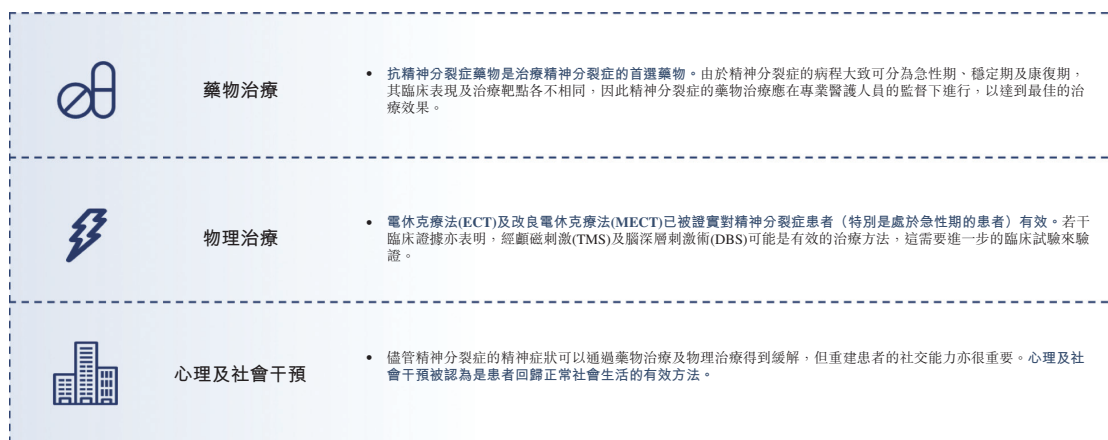 藥物治療
• 抗精神分裂症藥物是治療精神分裂症的首選藥物。由於精神分裂症的病程大致可分為急性期、穩定期及康復期，
其臨床表現及治療靶點各不相同，因此精神分裂症的藥物治療應在專業醫護人員的監督下進行，以達到最佳的治
療效果。
物理治療
• 電休克療法(ECT)及改良電休克療法(MECT)已被證實對精神分裂症患者（特別是處於急性期的患者）有效。若干
臨床證據亦表明，經顱磁刺激(TMS)及腦深層刺激術(DBS)可能是有效的治療方法，這需要進一步的臨床試驗來驗
證。
心理及社會干預
• 儘管精神分裂症的精神症狀可以通過藥物治療及物理治療得到緩解，但重建患者的社交能力亦很重要。心理及社
會干預被認為是患者回歸正常社會生活的有效方法。